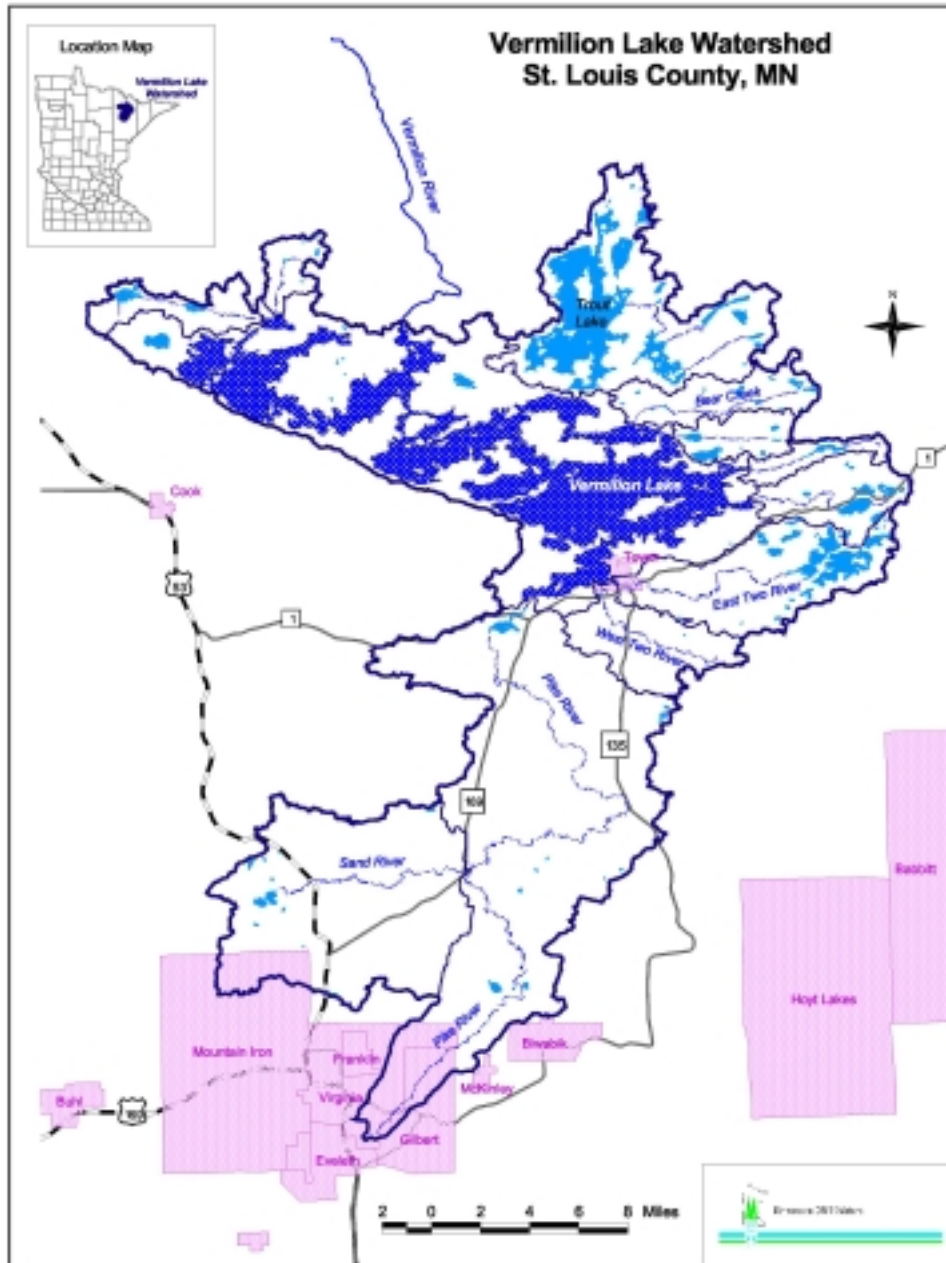 Vermilion Lake Watershed
St. Louis County, MN
Location Map
Vermilion Lake
Watershed
Vermilion River
N
Trout
Lake
Bear Creek
1
Vermilion Lake
Cook
Tower
53
East Two River
1
West Two River
Pike River
135
169
Sand River
Babbitt
Hoyt Lakes
Pike River
Mountain Iron
Franklin
Biwabik
McKinley
Virginia
Buhl
169
Gilbert
Eveleth
2 0 2 4 6 8 Miles